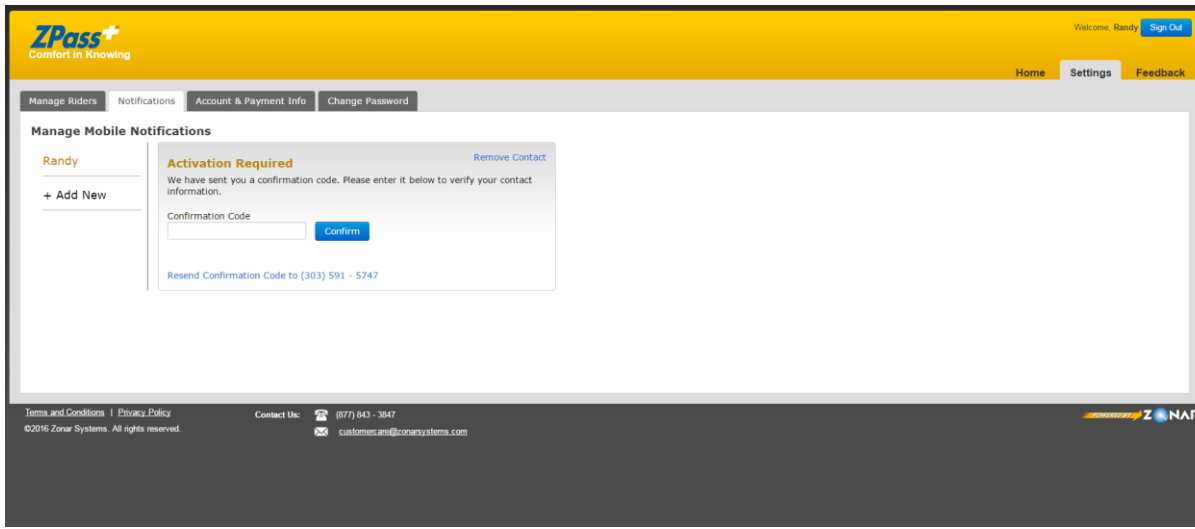 ZPass+
Comfort in Knowing
Welcome, Randy Sign Out
Home Settings Feedback
Manage Riders Notifications Account & Payment Info Change Password
Manage Mobile Notifications
Randy
+ Add New
Activation Required
Remove Contact
We have sent you a confirmation code. Please enter it below to verify your contact
information.
Confirmation Code
Confirm
Resend Confirmation Code to (303) 591 - 5747
Terms and Conditions | Privacy Policy
©2016 Zonar Systems. All rights reserved.
Contact Us: (877) 843 - 3847
customercare@zonarsystems.com
POWERED BY ZONAR